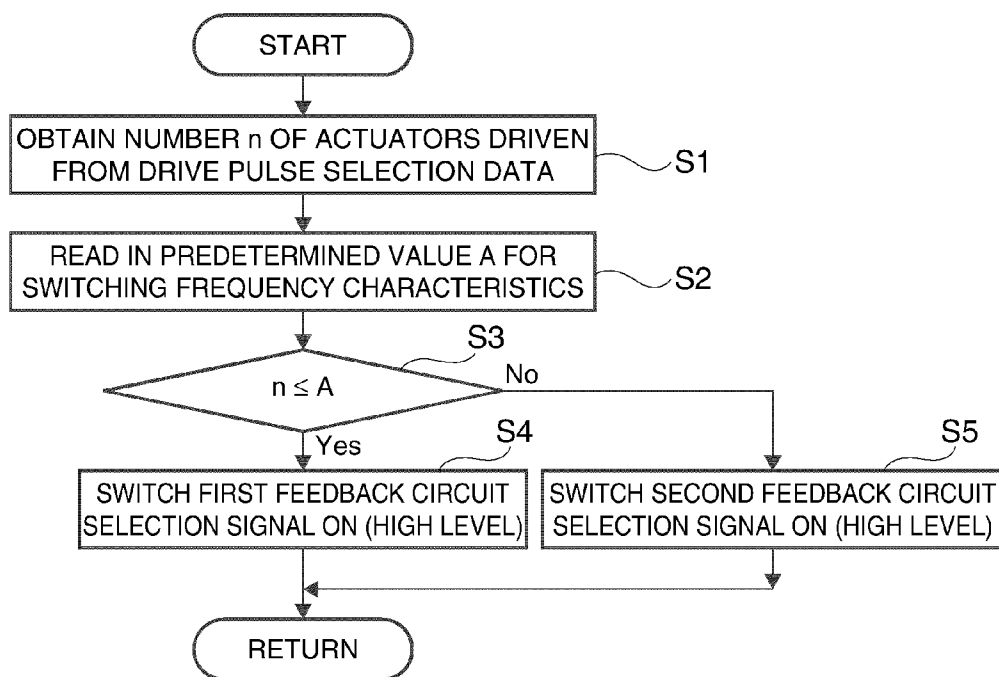 START
OBTAIN NUMBER n OF ACTUATORS DRIVEN
FROM DRIVE PULSE SELECTION DATA
S1
READ IN PREDETERMINED VALUE A FOR
SWITCHING FREQUENCY CHARACTERISTICS
S2
S3
n ≤ A
No
Yes
S4
SWITCH FIRST FEEDBACK CIRCUIT
SELECTION SIGNAL ON (HIGH LEVEL)
S5
SWITCH SECOND FEEDBACK CIRCUIT
SELECTION SIGNAL ON (HIGH LEVEL)
RETURN